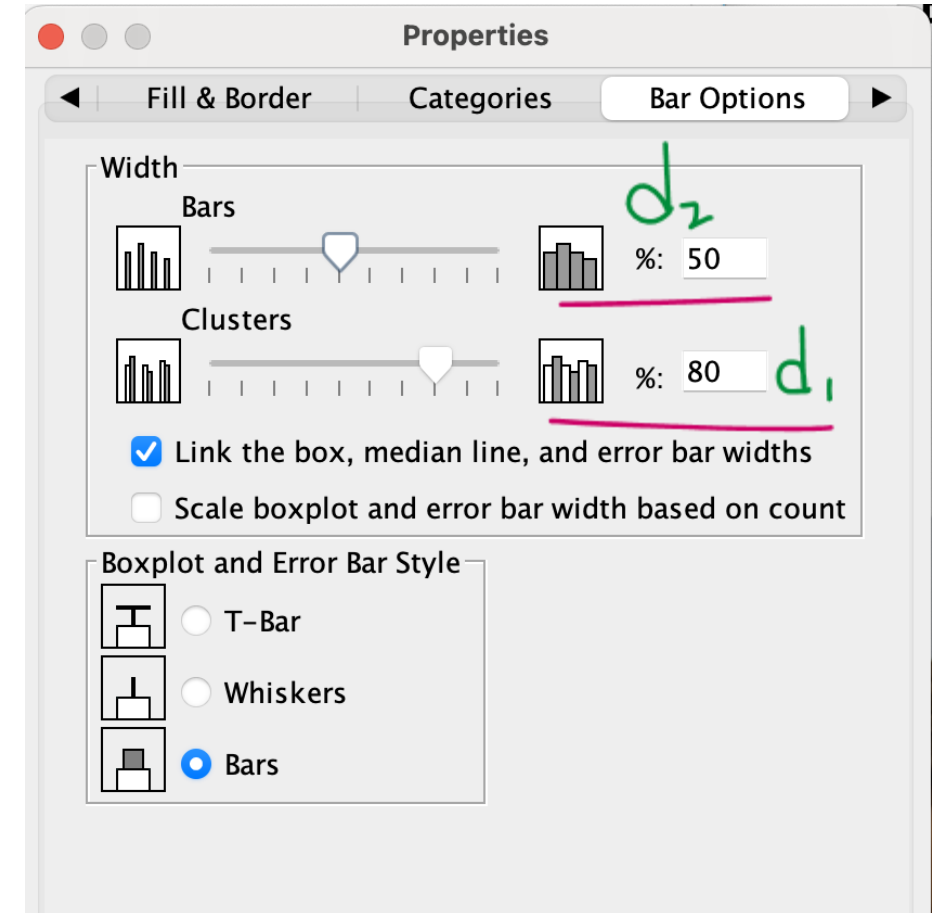 Properties
Fill & Border Categories Bar Options
Width
d2
Bars
%: 50
Clusters
%: 80 d1
Link the box, median line, and error bar widths
Scale boxplot and error bar width based on count
Boxplot and Error Bar Style
T-Bar
Whiskers
Bars